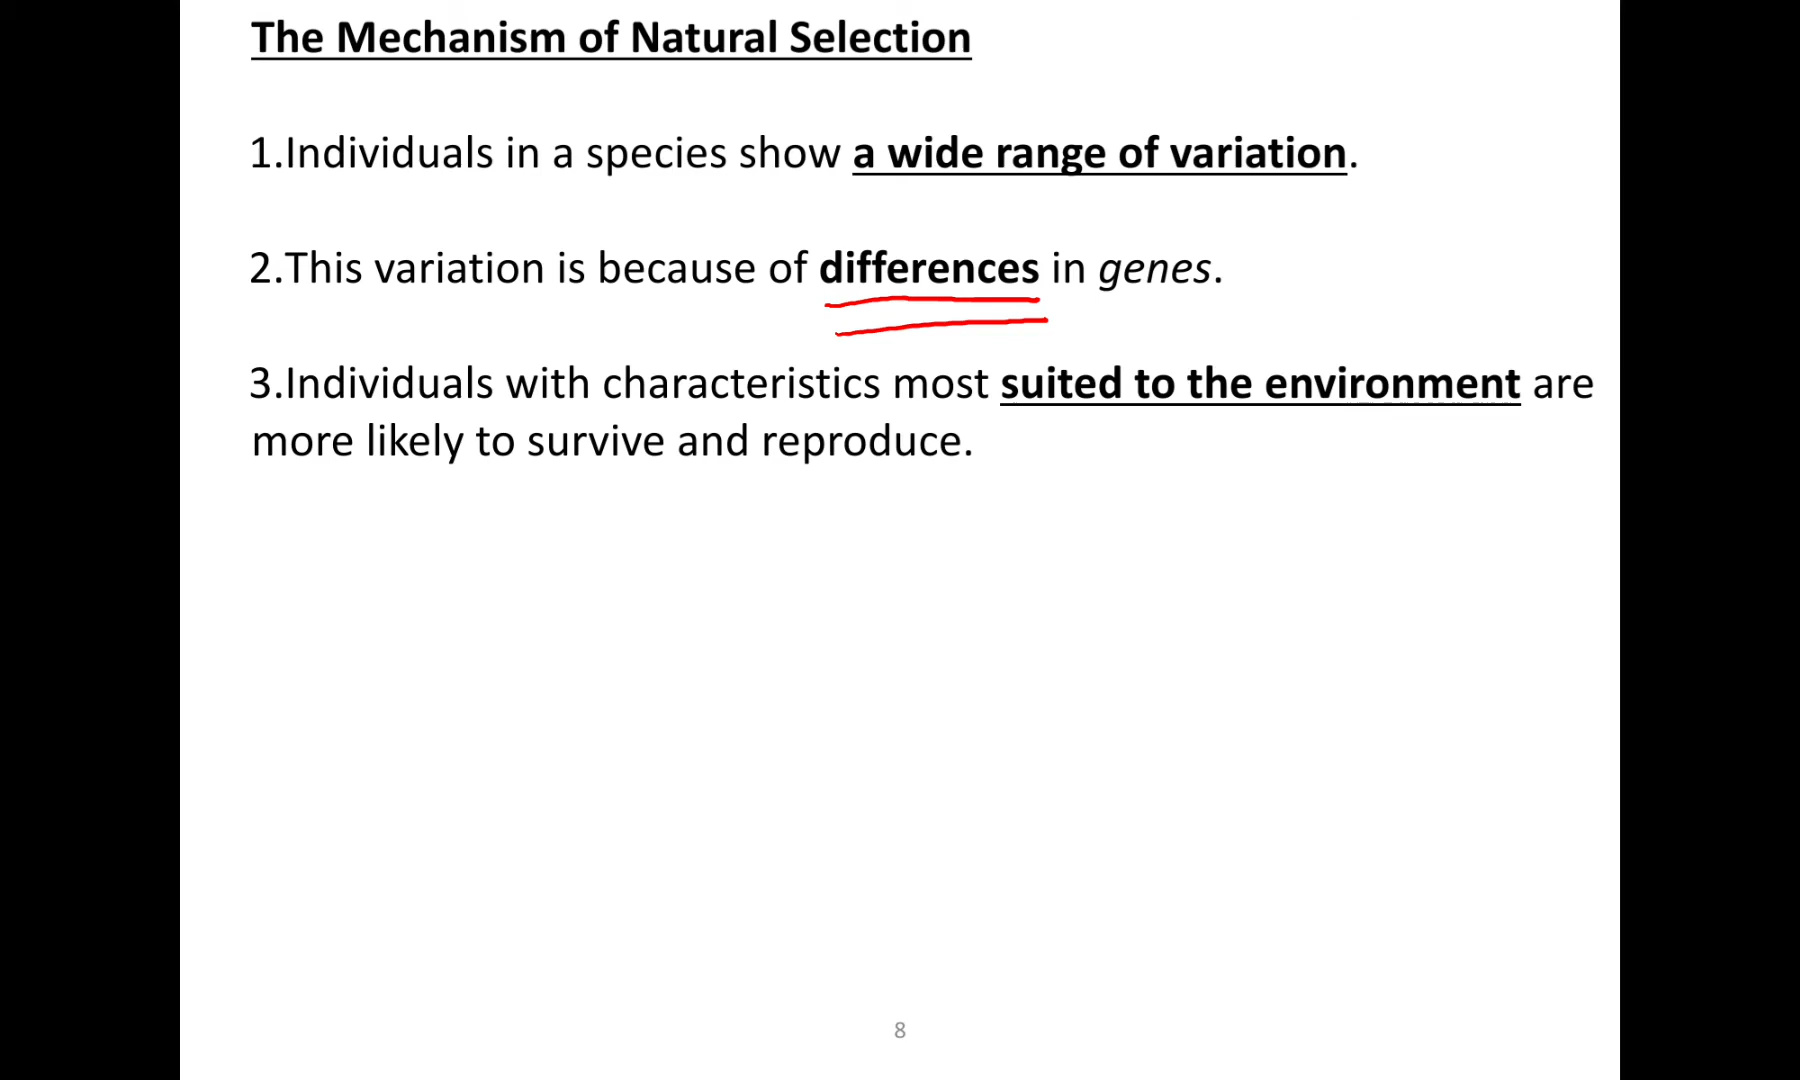 The Mechanism of Natural Selection
1.Individuals in a species show a wide range of variation.
2.This variation is because of differences in genes.
3.Individuals with characteristics most suited to the environment are
more likely to survive and reproduce.
8